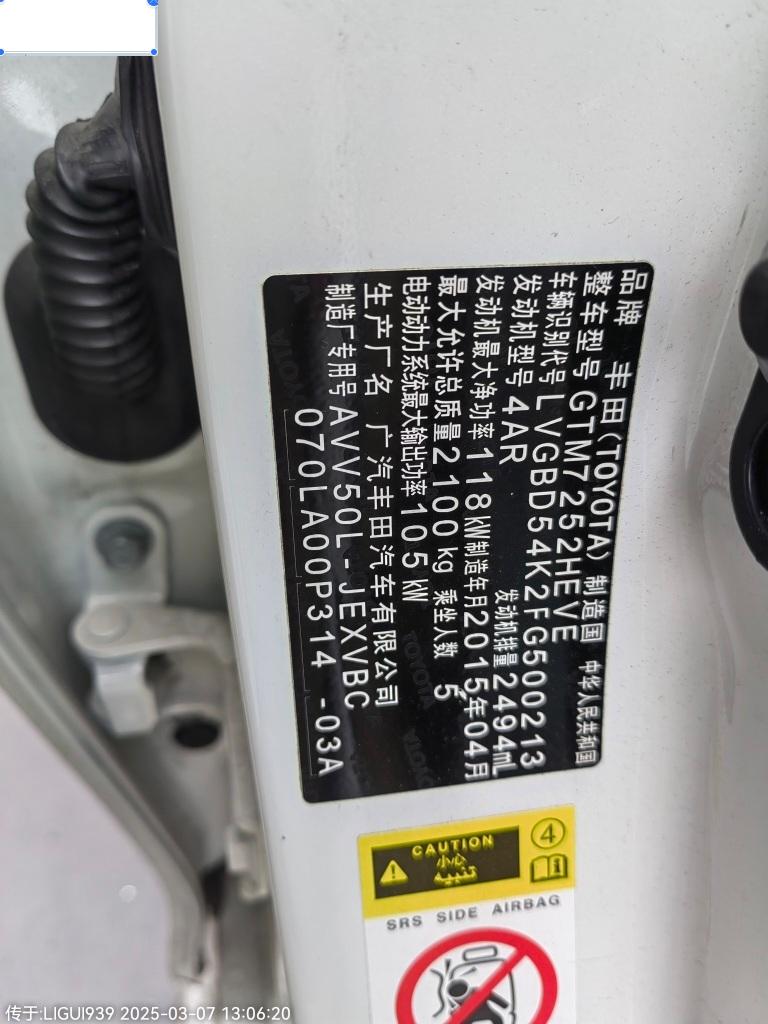 品牌 丰田(TOYOTA) 制造国 中华人民共和国
整车型号 GTM7252HEVE
车辆识别代号 LVGBD54K2FG500213
发动机型号 4AR 发动机排量 2494mL
发动机最大净功率 118kW 制造年月 2015年04月
最大允许总质量 2100kg 乘坐人数 5
电动动力系统最大输出功率 105kW
生产厂名 广汽丰田汽车有限公司
制造厂专用号 AVV50L-JEXVBC
070LA00P314 -03A
CAUTION
小心
تنبيه
4
SRS SIDE AIRBAG
传于:LIGUI939 2025-03-07 13:06:20